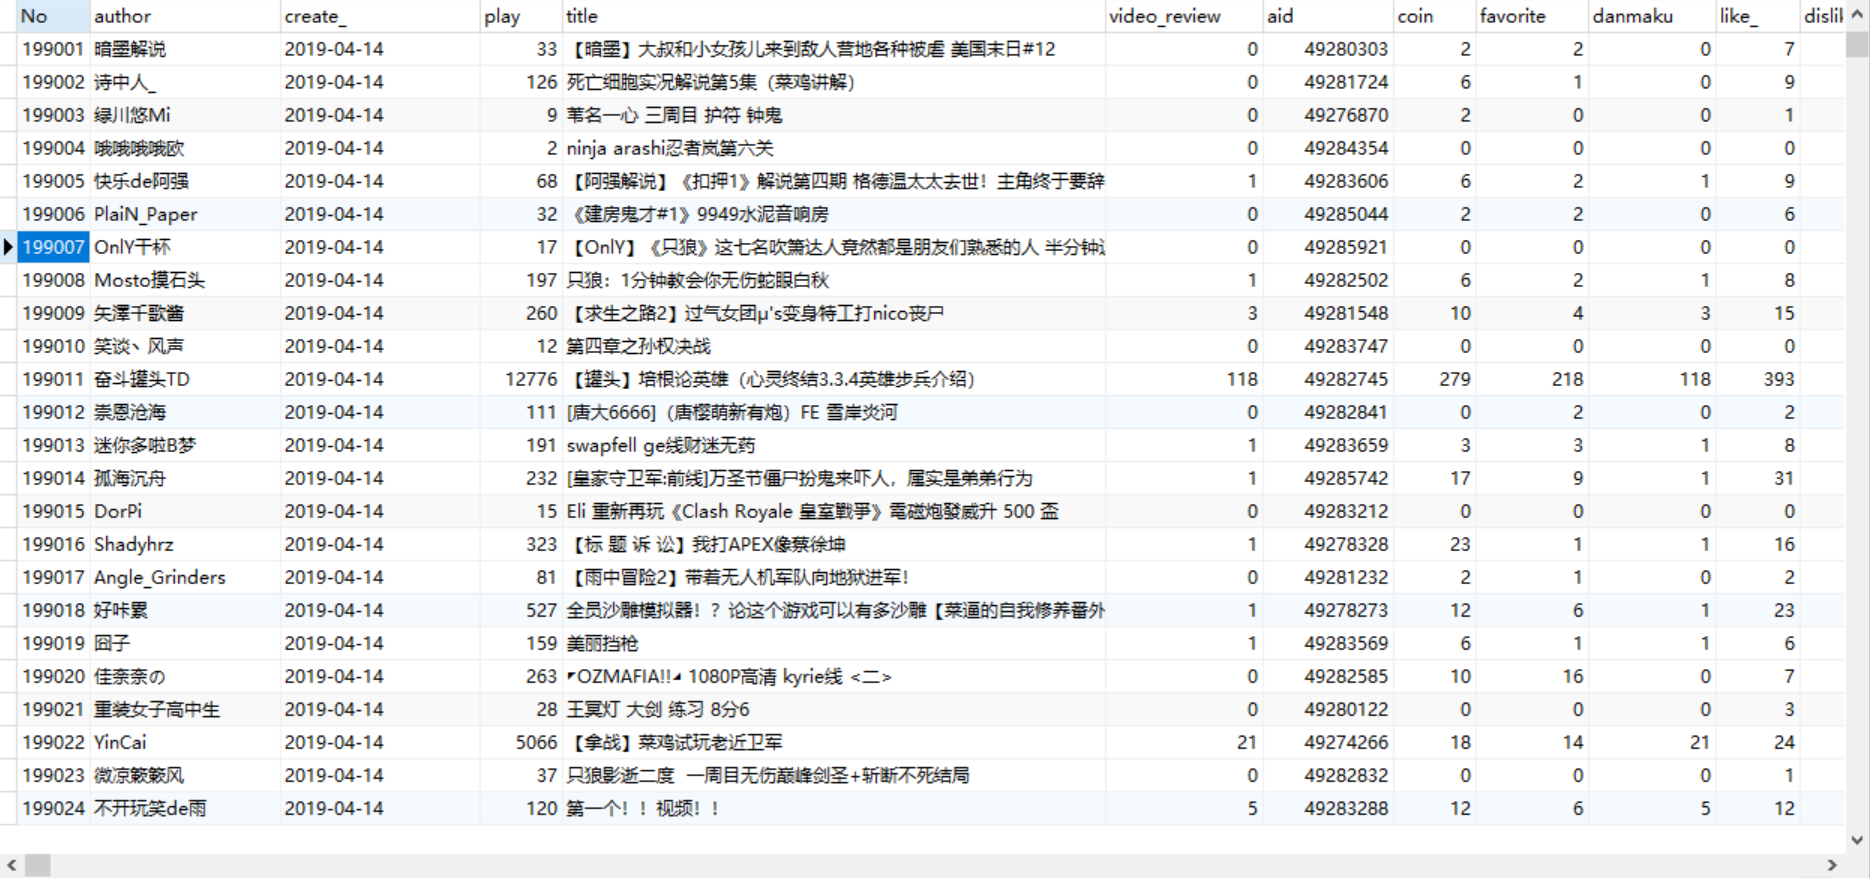 No author create_ play title video_review aid coin favorite danmaku like_ dislik
199001 暗墨解说 2019-04-14 33 【暗墨】大叔和小女孩儿来到敌人营地各种被虐 美国末日#12 0 49280303 2 2 0 7
199002 诗中人_ 2019-04-14 126 死亡细胞实况解说第5集（菜鸡讲解） 0 49281724 6 1 0 9
199003 绿川悠Mi 2019-04-14 9 苇名一心 三周目 护符 钟鬼 0 49276870 2 0 0 1
199004 哦哦哦哦欧 2019-04-14 2 ninja arashi忍者岚第六关 0 49284354 0 0 0 0
199005 快乐de阿强 2019-04-14 68 【阿强解说】《扣押1》解说第四期 格德温太太去世！主角终于要辞 1 49283606 6 2 1 9
199006 PlaiN_Paper 2019-04-14 32 《建房鬼才#1》9949水泥音响房 0 49285044 2 2 0 6
199007 OnlY干杯 2019-04-14 17 【OnlY】《只狼》这七名吹箫达人竟然都是朋友们熟悉的人 半分钟 0 49285921 0 0 0 0
199008 Mosto摸石头 2019-04-14 197 只狼：1分钟教会你无伤蛇眼白秋 1 49282502 6 2 1 8
199009 矢澤千歌酱 2019-04-14 260 【求生之路2】过气女团μ's变身特工打nico丧尸 3 49281548 10 4 3 15
199010 笑谈丶风声 2019-04-14 12 第四章之孙权决战 0 49283747 0 0 0 0
199011 奋斗罐头TD 2019-04-14 12776 【罐头】培根论英雄（心灵终结3.3.4英雄步兵介绍） 118 49282745 279 218 118 393
199012 崇恩沧海 2019-04-14 111 [唐大6666]（唐樱萌新有炮）FE 雪岸炎河 0 49282841 0 2 0 2
199013 迷你多啦B梦 2019-04-14 191 swapfell ge线财迷无药 1 49283659 3 3 1 8
199014 孤海沉舟 2019-04-14 232 [皇家守卫军:前线]万圣节僵尸扮鬼来吓人，属实是弟弟行为 1 49285742 17 9 1 31
199015 DorPi 2019-04-14 15 Eli 重新再玩《Clash Royale 皇室戰爭》電磁炮發威升 500 盃 0 49283212 0 0 0 0
199016 Shadyhrz 2019-04-14 323 【标 题 诉 讼】我打APEX像蔡徐坤 1 49278328 23 1 1 16
199017 Angle_Grinders 2019-04-14 81 【雨中冒险2】带着无人机军队向地狱进军！ 0 49281232 2 1 0 2
199018 好咔累 2019-04-14 527 全员沙雕模拟器！？论这个游戏可以有多沙雕【菜逼的自我修养番外 1 49278273 12 6 1 23
199019 囧子 2019-04-14 159 美丽挡枪 1 49283569 6 1 1 6
199020 佳奈奈の 2019-04-14 263 ◤OZMAFIA!!◢ 1080P高清 kyrie线 <二> 0 49282585 10 16 0 7
199021 重装女子高中生 2019-04-14 28 王冥灯 大剑 练习 8分6 0 49280122 0 0 0 3
199022 YinCai 2019-04-14 5066 【拿战】菜鸡试玩老近卫军 21 49274266 18 14 21 24
199023 微凉簌簌风 2019-04-14 37 只狼影逝二度 一周目无伤巅峰剑圣+斩断不死结局 0 49282832 0 0 0 1
199024 不开玩笑de雨 2019-04-14 120 第一个！！视频！！ 5 49283288 12 6 5 12